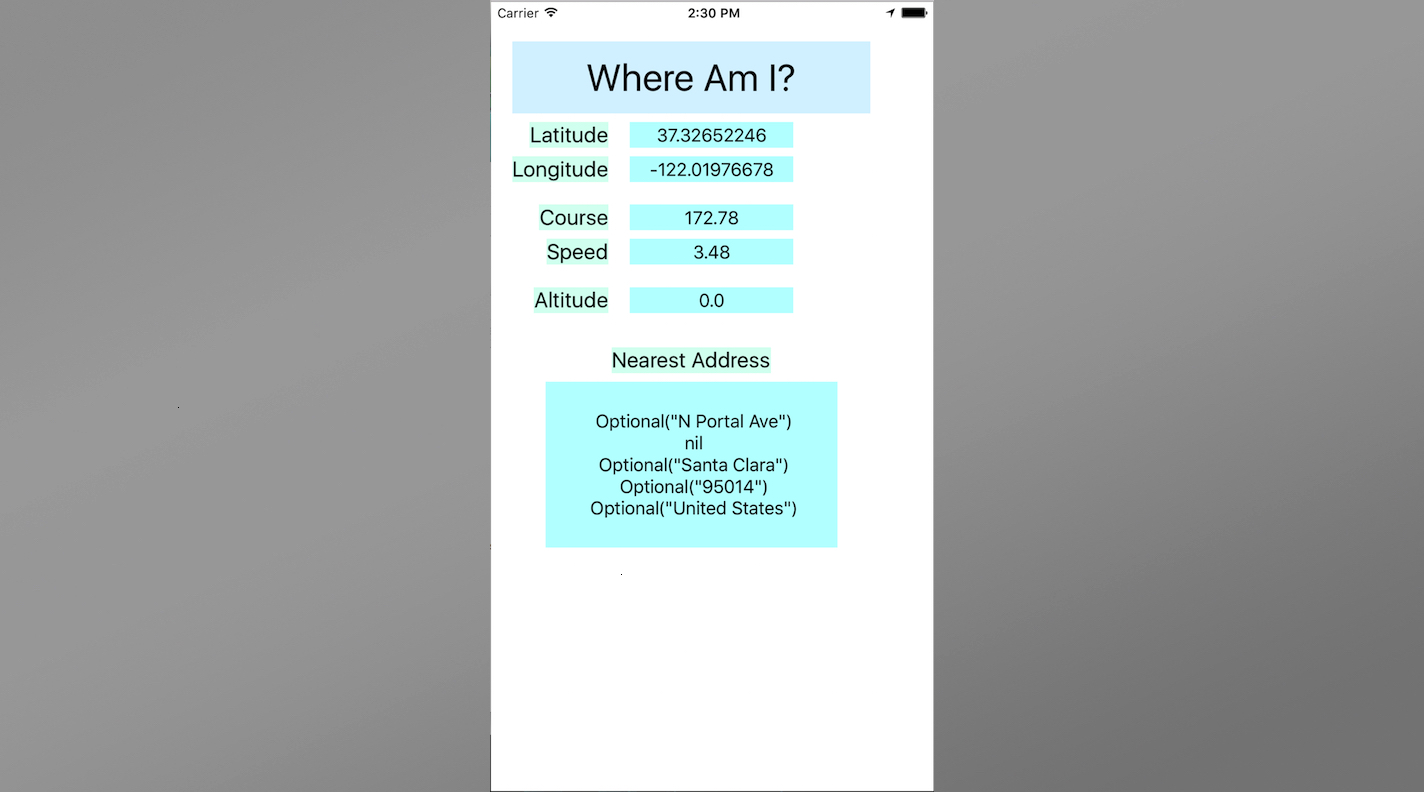 Carrier 2:30 PM
Where Am I?
Latitude 37.32652246
Longitude -122.01976678
Course 172.78
Speed 3.48
Altitude 0.0
Nearest Address
Optional("N Portal Ave")
nil
Optional("Santa Clara")
Optional("95014")
Optional("United States")